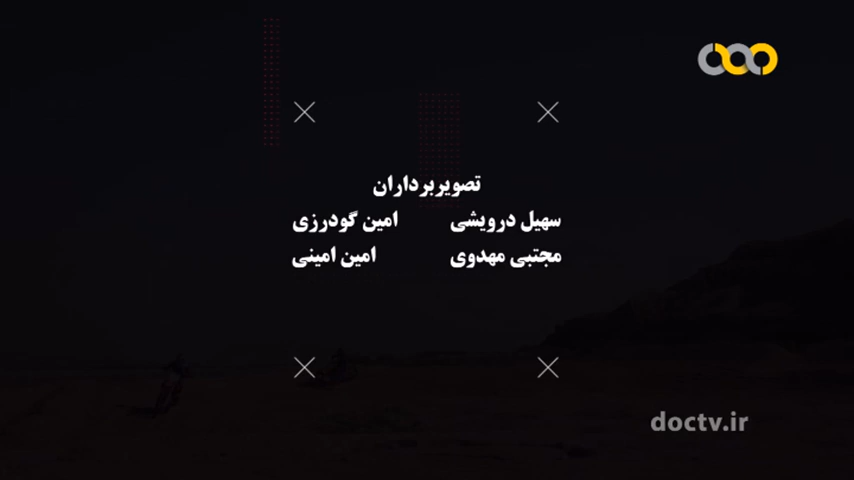 تصویربرداران
سهیل درویشی امین گودرزی
مجتبی مهدوی امین امینی
doctv.ir